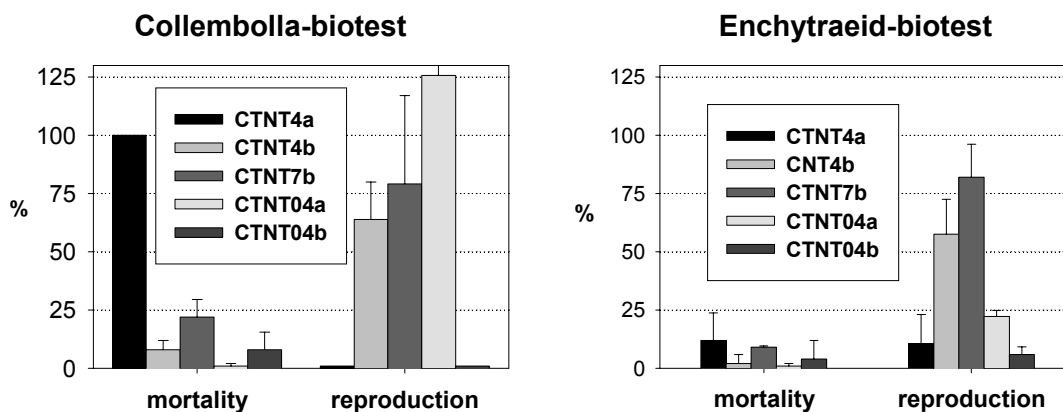 Collembolla-biotest
125
100
75
50
25
0
%
CTNT4a
CTNT4b
CTNT7b
CTNT04a
CTNT04b
mortality
reproduction
Enchytraeid-biotest
125
100
75
50
25
0
%
CTNT4a
CNT4b
CTNT7b
CTNT04a
CTNT04b
mortality
reproduction